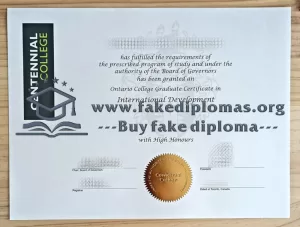 CENTENNIAL
COLLEGE
has fulfilled the requirements of
the prescribed program of study and under the
authority of the Board of Governors
has been granted an
Ontario College Graduate Certificate in
International Development
www.fakediplomas.org
---Buy fake diploma---
with High Honours
Centennial
College